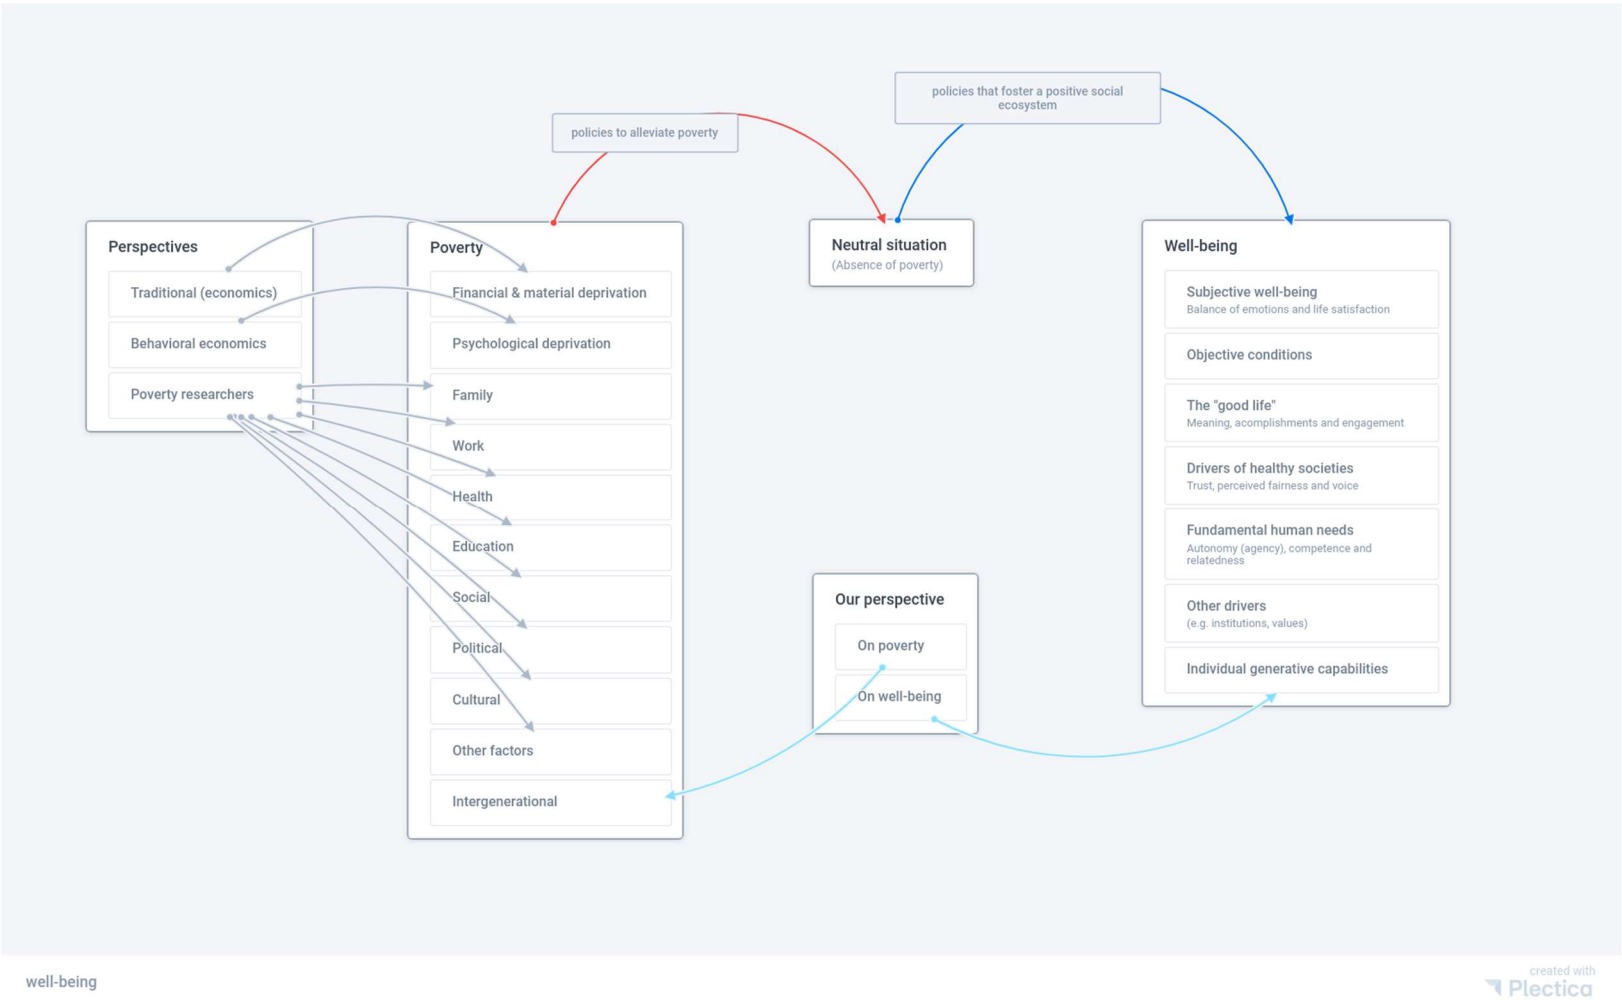 policies that foster a positive social
ecosystem
policies to alleviate poverty
Perspectives
Traditional (economics)
Behavioral economics
Poverty researchers
Poverty
Financial & material deprivation
Psychological deprivation
Family
Work
Health
Education
Social
Political
Cultural
Other factors
Intergenerational
Neutral situation
(Absence of poverty)
Our perspective
On poverty
On well-being
Well-being
Subjective well-being
Balance of emotions and life satisfaction
Objective conditions
The "good life"
Meaning, acomplishments and engagement
Drivers of healthy societies
Trust, perceived fairness and voice
Fundamental human needs
Autonomy (agency), competence and
relatedness
Other drivers
(e.g. institutions, values)
Individual generative capabilities
well-being
created with
Plectica